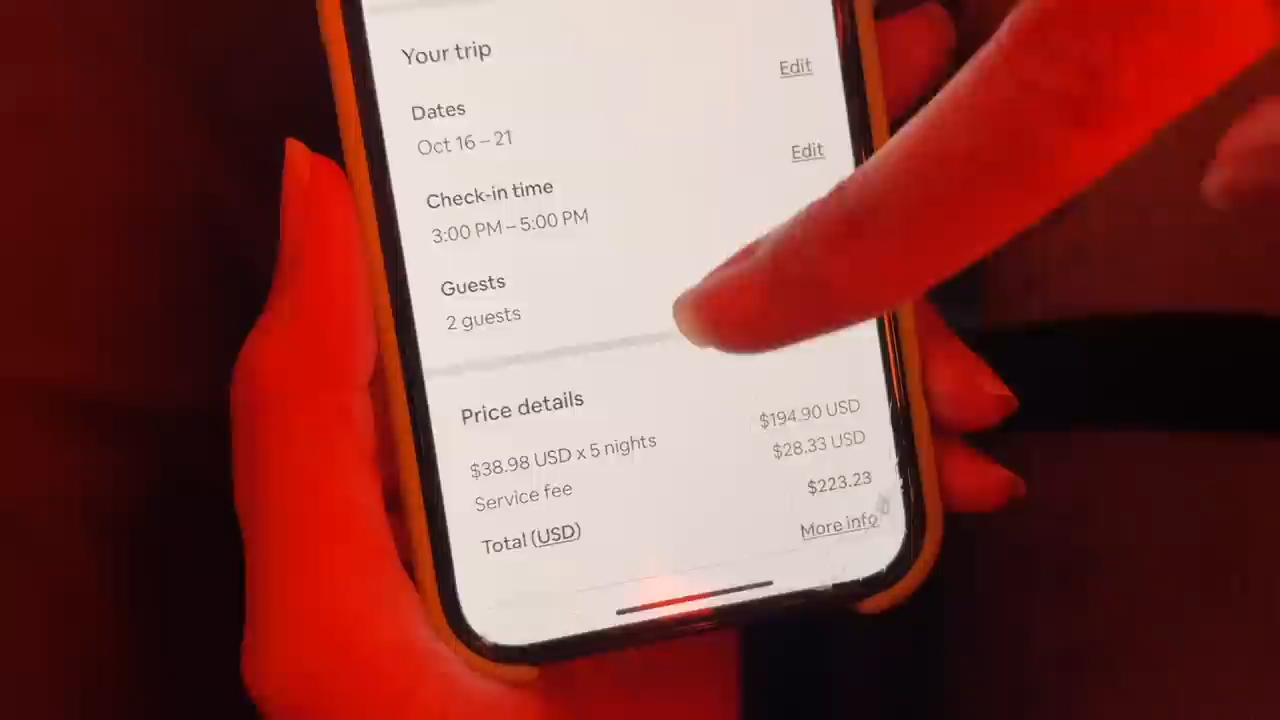 Your trip
Edit
Dates
Oct 16 – 21
Edit
Check-in time
3:00 PM – 5:00 PM
Guests
2 guests
Price details
$38.98 USD x 5 nights $194.90 USD
Service fee $28.33 USD
Total (USD) $223.23
More info